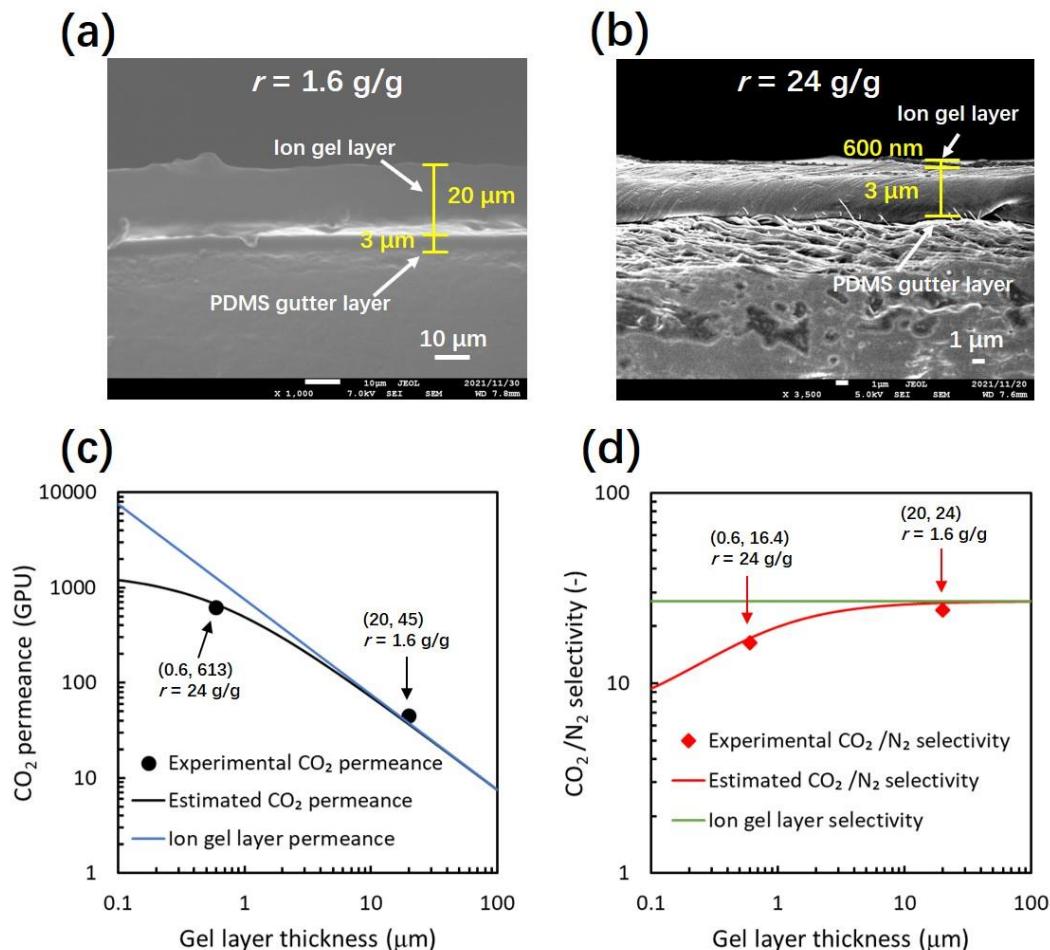 (a)
r = 1.6 g/g
Ion gel layer
20 μm
3 μm
PDMS gutter layer
10 μm
10μm JEOL 2021/11/30
X 1,000 7.0kV SEI SEM WD 7.8mm
(b)
r = 24 g/g
Ion gel layer
600 nm
3 μm
PDMS gutter layer
1 μm
1μm JEOL 2021/11/20
X 3,500 5.0kV SEI SEM WD 7.6mm
(c)
CO₂ permeance (GPU)
10000
1000
100
10
1
(0.6, 613)
r = 24 g/g
(20, 45)
r = 1.6 g/g
Experimental CO₂ permeance
Estimated CO₂ permeance
Ion gel layer permeance
0.1 1 10 100
Gel layer thickness (μm)
(d)
CO₂/N₂ selectivity (-)
100
10
1
(0.6, 16.4)
r = 24 g/g
(20, 24)
r = 1.6 g/g
Experimental CO₂ /N₂ selectivity
Estimated CO₂ /N₂ selectivity
Ion gel layer selectivity
0.1 1 10 100
Gel layer thickness (μm)